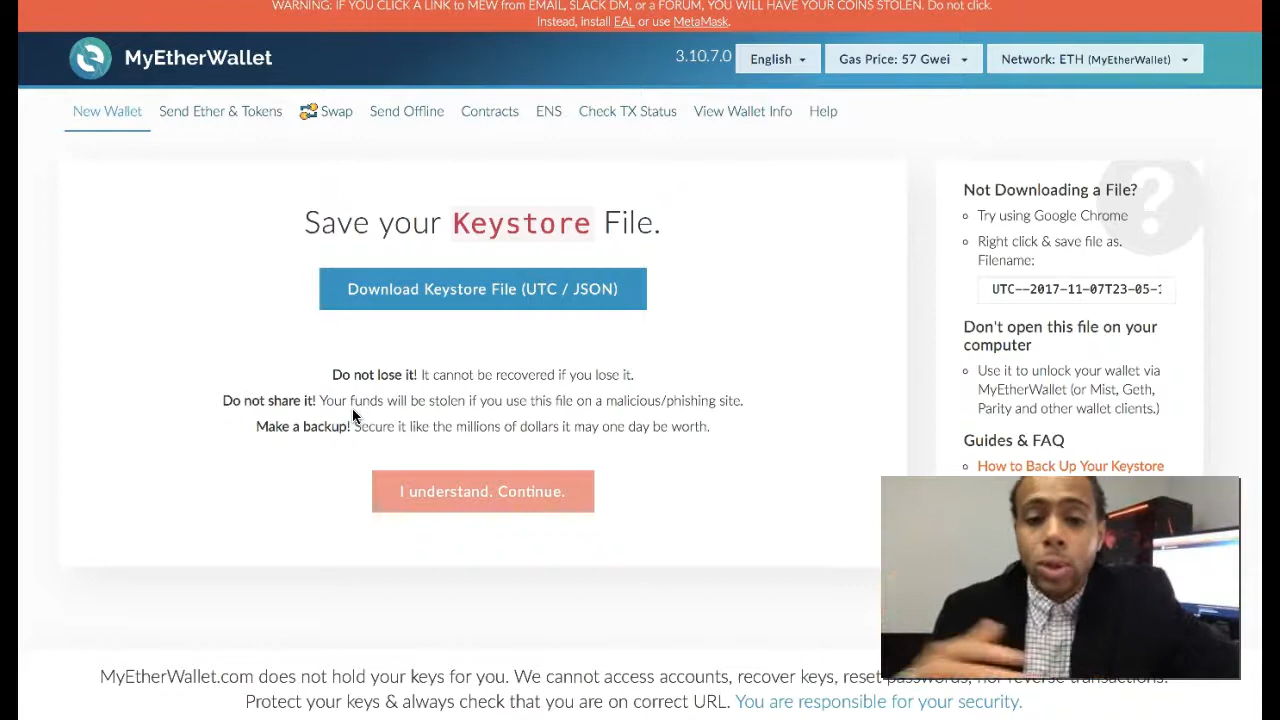 WARNING: IF YOU CLICK A LINK to MEW from EMAIL, SLACK DM, or a FORUM, YOU WILL HAVE YOUR COINS STOLEN. Do not click.
Instead, install EAL or use MetaMask.
MyEtherWallet
3.10.7.0
English
Gas Price: 57 Gwei
Network: ETH (MyEtherWallet)
New Wallet
Send Ether & Tokens
Swap
Send Offline
Contracts
ENS
Check TX Status
View Wallet Info
Help
Save your Keystore File.
Download Keystore File (UTC / JSON)
Do not lose it! It cannot be recovered if you lose it.
Do not share it! Your funds will be stolen if you use this file on a malicious/phishing site.
Make a backup! Secure it like the millions of dollars it may one day be worth.
I understand. Continue.
?
Not Downloading a File?
Try using Google Chrome
Right click & save file as.
Filename:
UTC--2017-11-07T23-05-
Don't open this file on your
computer
Use it to unlock your wallet via
MyEtherWallet (or Mist, Geth,
Parity and other wallet clients.)
Guides & FAQ
How to Back Up Your Keystore
MyEtherWallet.com does not hold your keys for you. We cannot access accounts, recover keys, reset passwords, nor reverse transactions.
Protect your keys & always check that you are on correct URL. You are responsible for your security.